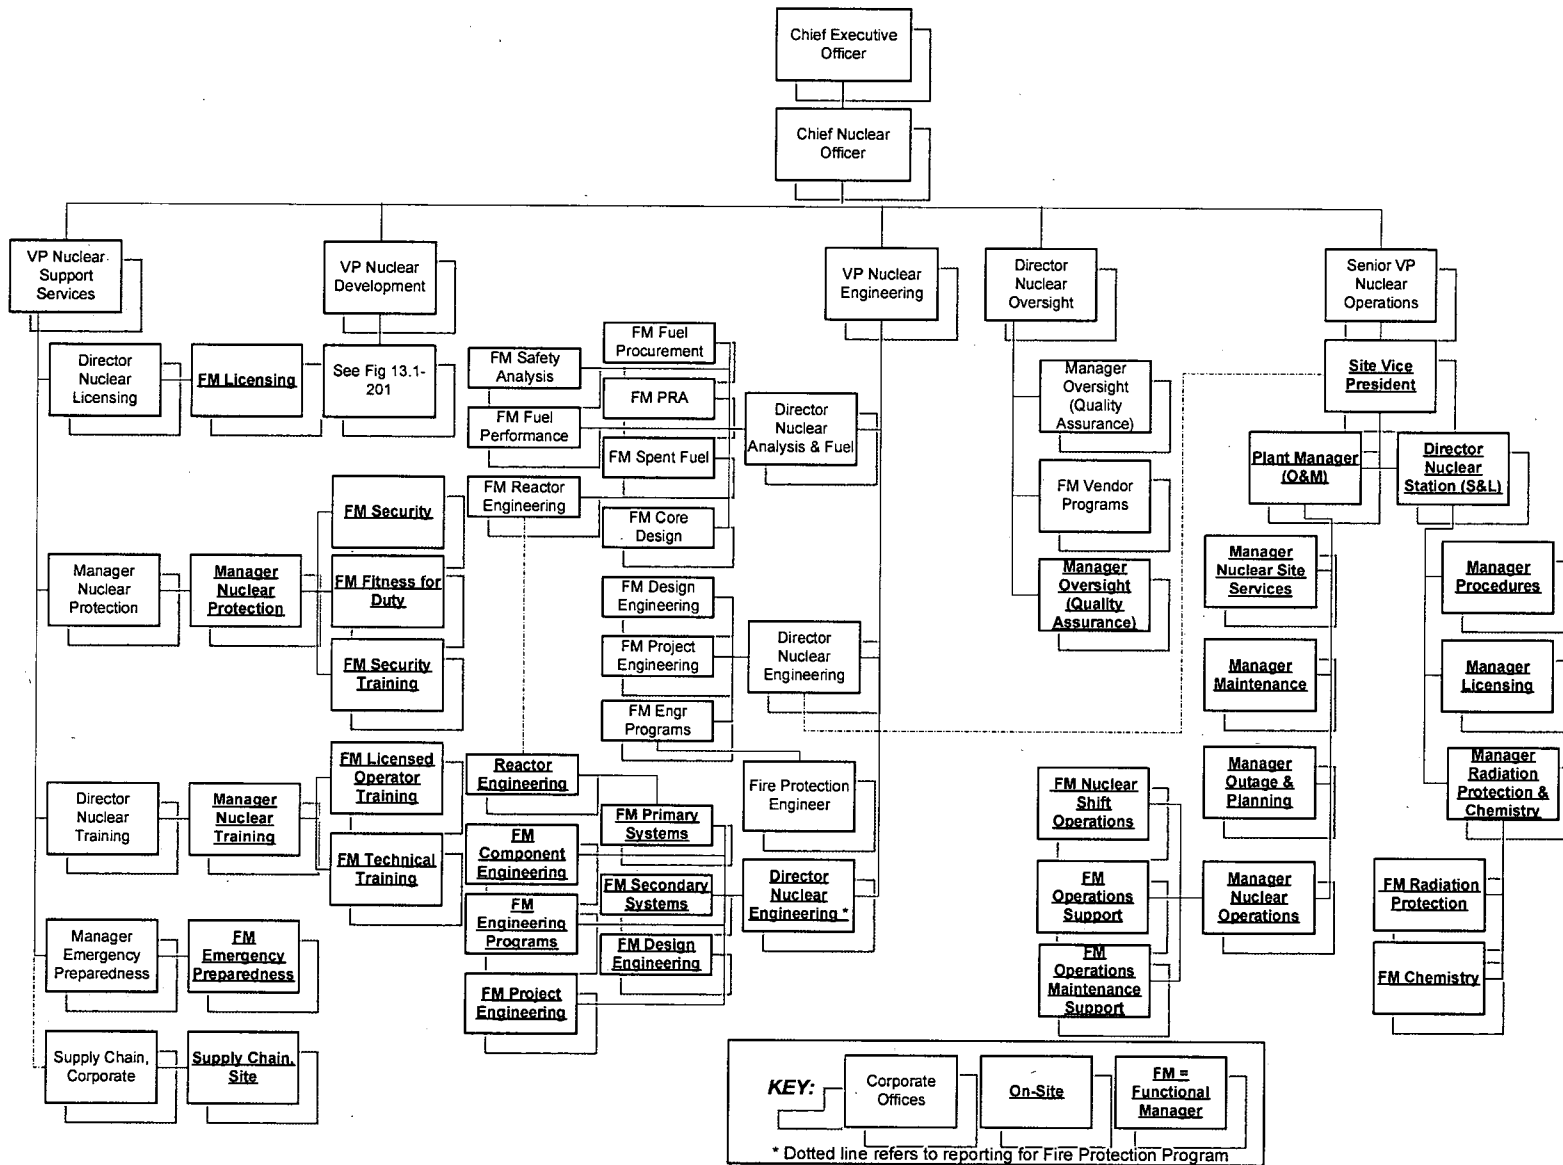 Chief Executive
Officer
Chief Nuclear
Officer
VP Nuclear
Support
Services
VP Nuclear
Development
VP Nuclear
Engineering
Director
Nuclear
Oversight
Senior VP
Nuclear
Operations
Director
Nuclear
Licensing
FM Licensing
See Fig 13.1-
201
FM Safety
Analysis
FM Fuel
Procurement
FM PRA
FM Fuel
Performance
FM Spent Fuel
FM Reactor
Engineering
FM Core
Design
Director
Nuclear
Analysis & Fuel
Manager
Oversight
(Quality
Assurance)
FM Vendor
Programs
Manager
Oversight
(Quality
Assurance)
Site Vice
President
Plant Manager
(O&M)
Director
Nuclear
Station (S&L)
Manager
Nuclear
Protection
Manager
Nuclear
Protection
FM Security
FM Fitness for
Duty
FM Security
Training
FM Design
Engineering
FM Project
Engineering
FM Engr
Programs
Director
Nuclear
Engineering
Manager
Nuclear Site
Services
Manager
Maintenance
Manager
Outage &
Planning
Manager
Procedures
Manager
Licensing
Manager
Radiation
Protection &
Chemistry
Director
Nuclear
Training
Manager
Nuclear
Training
FM Licensed
Operator
Training
FM Technical
Training
Reactor
Engineering
FM
Component
Engineering
FM
Engineering
Programs
FM Project
Engineering
FM Primary
Systems
FM Secondary
Systems
FM Design
Engineering
Fire Protection
Engineer
Director
Nuclear
Engineering *
FM Nuclear
Shift
Operations
FM
Operations
Support
FM
Operations
Maintenance
Support
Manager
Nuclear
Operations
FM Radiation
Protection
FM Chemistry
Manager
Emergency
Preparedness
FM
Emergency
Preparedness
Supply Chain,
Corporate
Supply Chain,
Site
KEY:
Corporate
Offices
On-Site
FM =
Functional
Manager
* Dotted line refers to reporting for Fire Protection Program